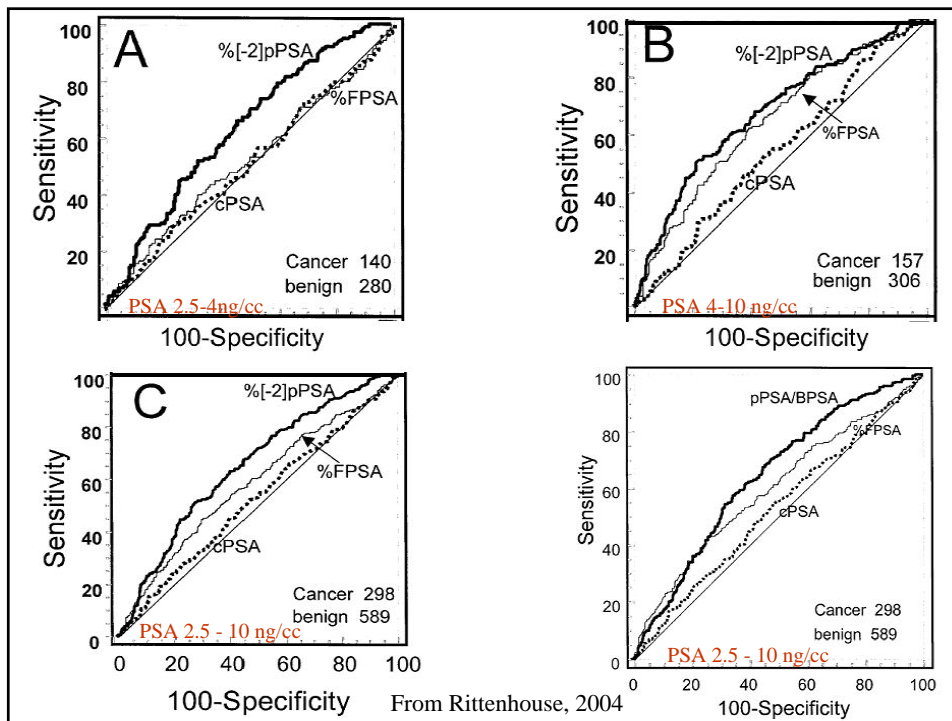 A
100
80
60
40
20
Sensitivity
%[-2]pPSA
%FPSA
cPSA
Cancer 140
benign 280
PSA 2.5-4ng/cc
100-Specificity
B
100
80
60
40
20
0
Sensitivity
%[-2]pPSA
%FPSA
cPSA
Cancer 157
benign 306
PSA 4-10 ng/cc
100-Specificity
C
100
80
60
40
20
0
Sensitivity
%[-2]pPSA
%FPSA
cPSA
Cancer 298
benign 589
PSA 2.5 - 10 ng/cc
0 20 40 60 80 100
100-Specificity
100
80
60
40
20
0
Sensitivity
pPSA/BPSA
%FPSA
cPSA
Cancer 298
benign 589
PSA 2.5 - 10 ng/cc
0 20 40 60 80 100
100-Specificity
From Rittenhouse, 2004